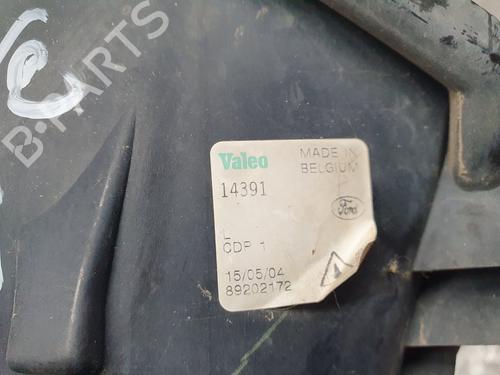 B-PARTS
Valeo
MADE IN
BELGIUM
14391
Ford
L
CDP 1
15/05/04
89202172